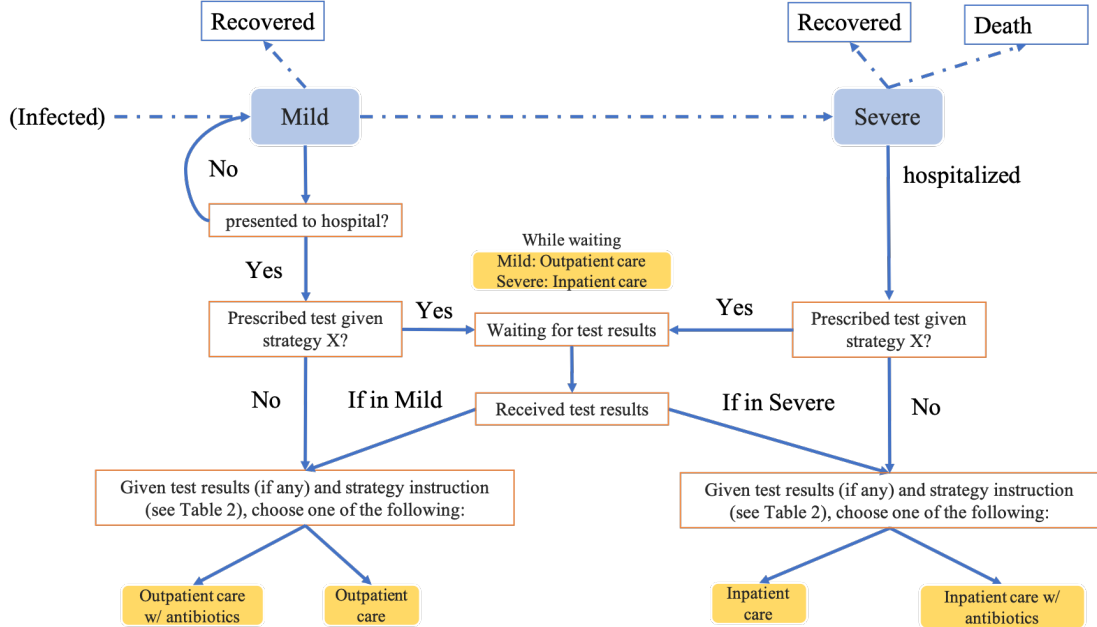 Recovered
Recovered
Death
(Infected)
Mild
Severe
No
hospitalized
presented to hospital?
While waiting
Mild: Outpatient care
Severe: Inpatient care
Yes
Yes
Yes
Prescribed test given
strategy X?
Waiting for test results
Prescribed test given
strategy X?
No
If in Mild
Received test results
If in Severe
No
Given test results (if any) and strategy instruction
(see Table 2), choose one of the following:
Given test results (if any) and strategy instruction
(see Table 2), choose one of the following:
Outpatient care
w/ antibiotics
Outpatient
care
Inpatient
care
Inpatient care w/
antibiotics